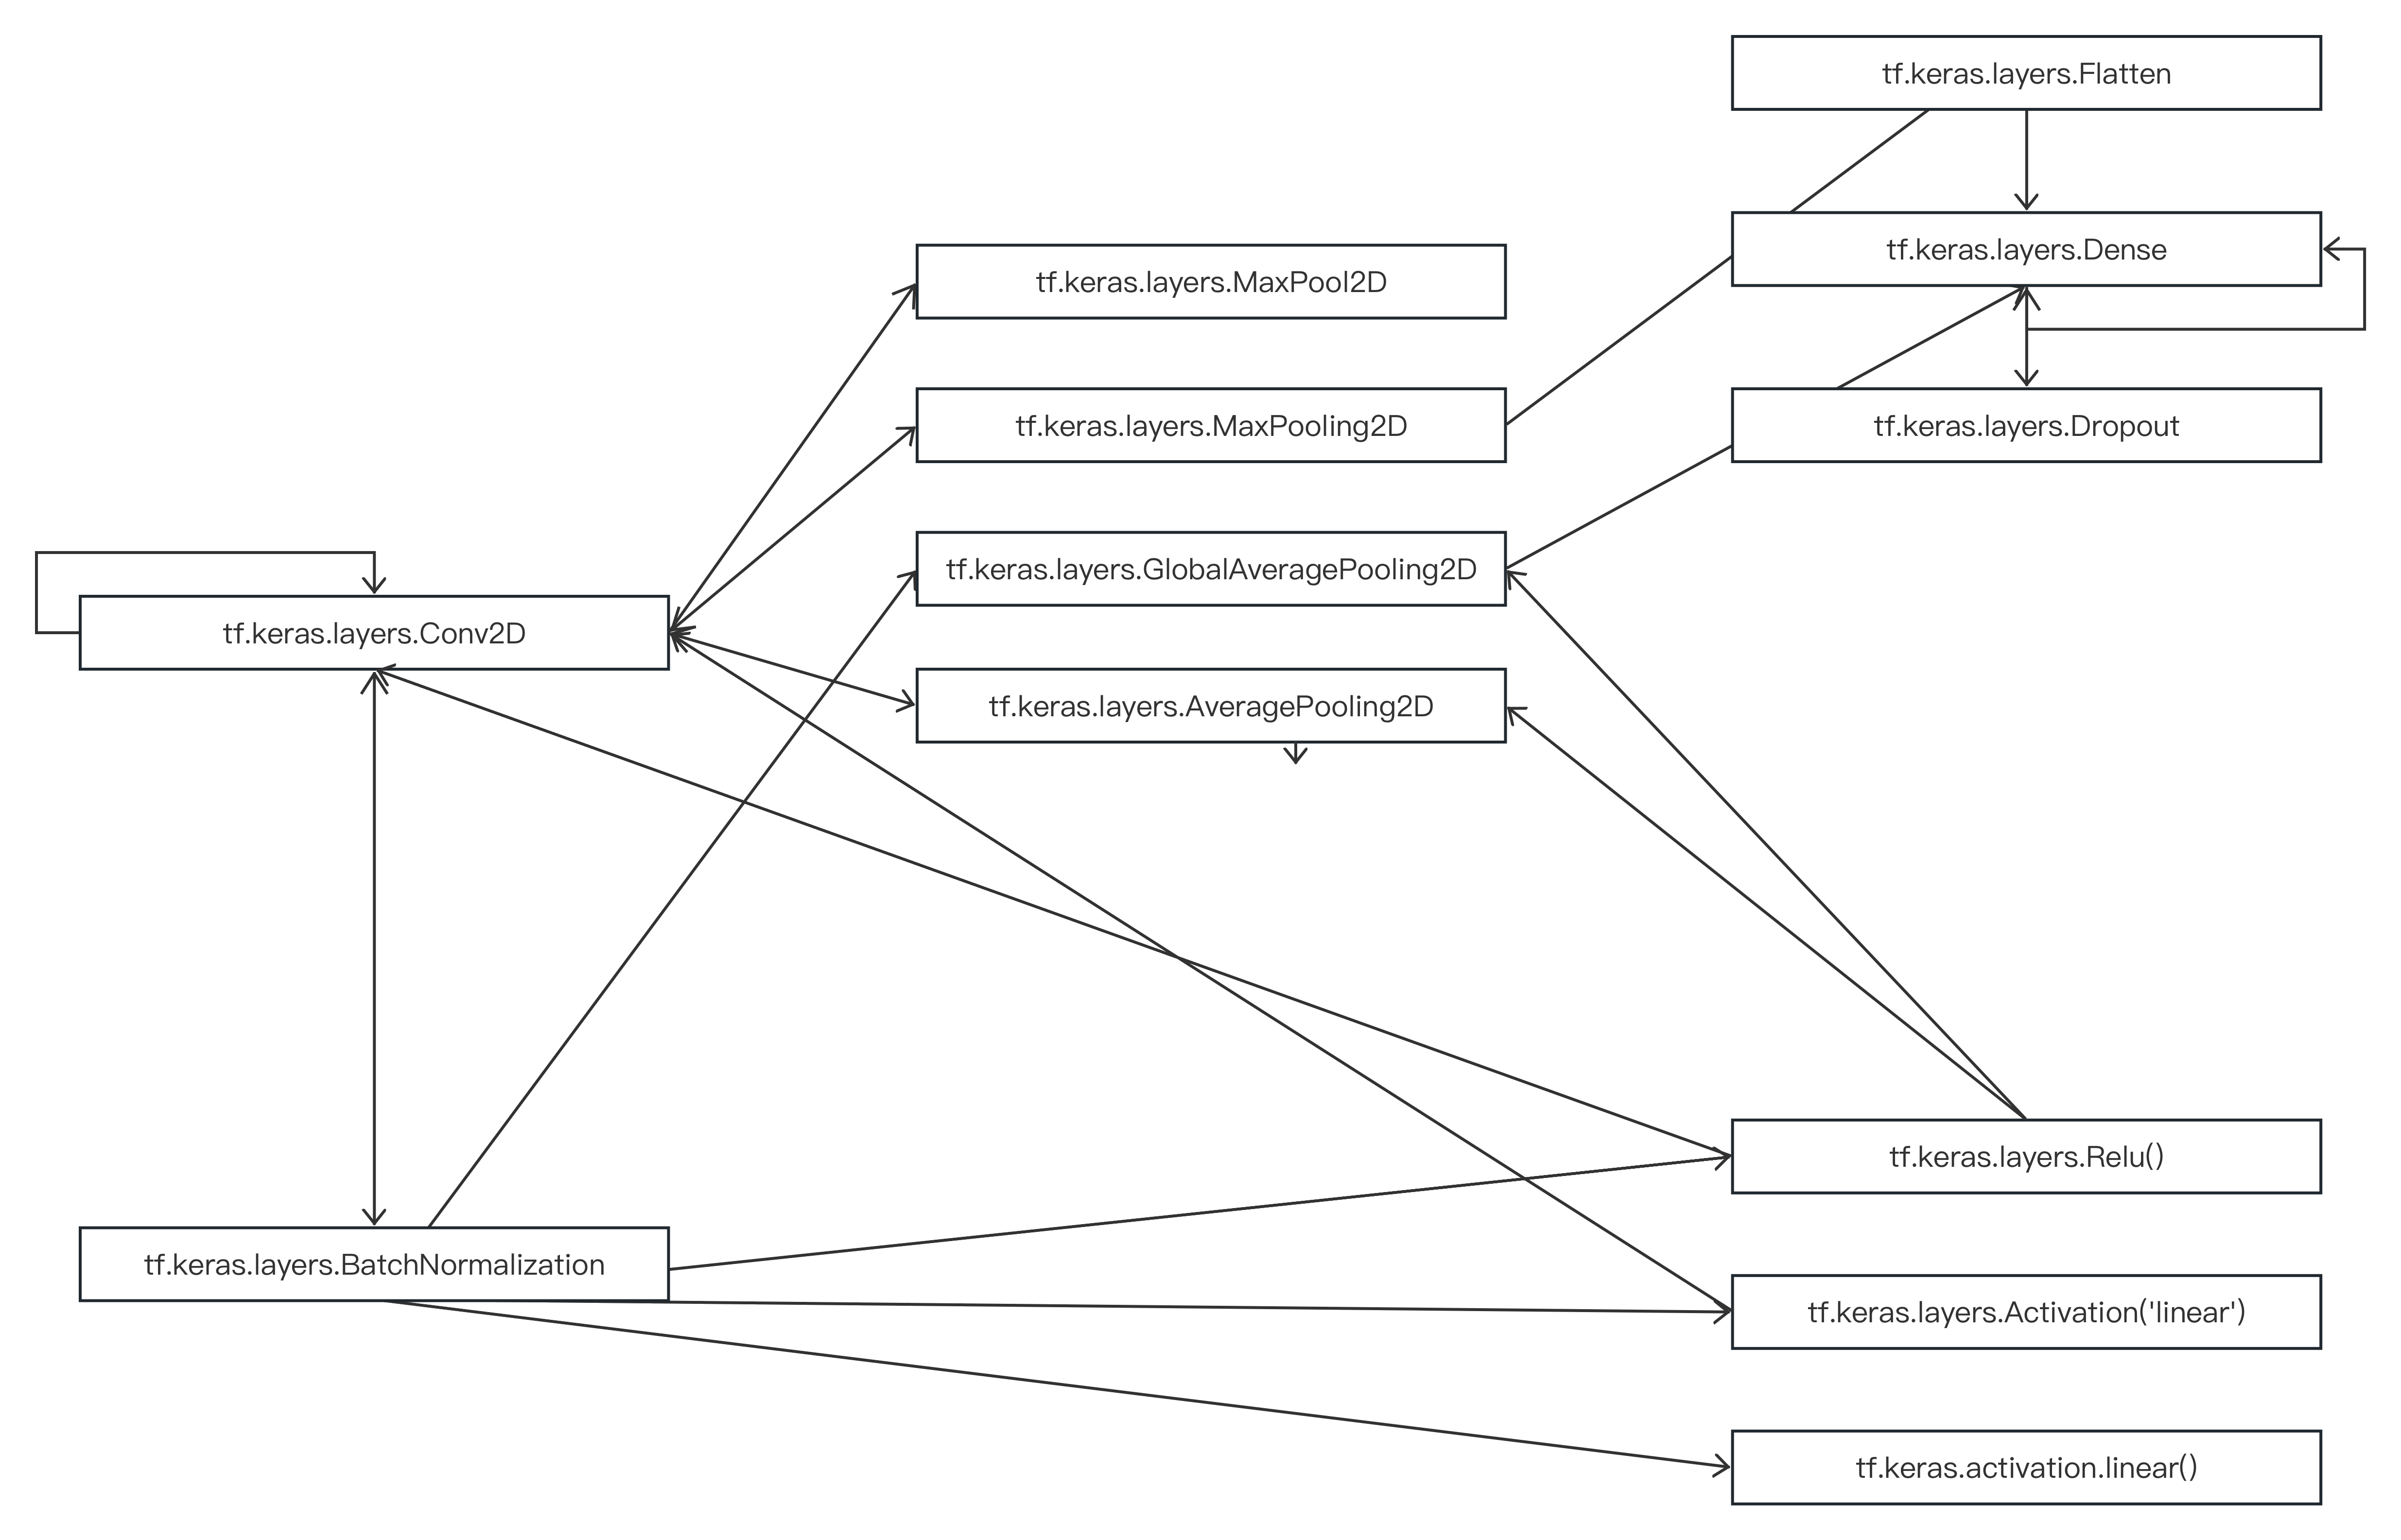 tf.keras.layers.Flatten
tf.keras.layers.Dense
tf.keras.layers.MaxPool2D
tf.keras.layers.MaxPooling2D
tf.keras.layers.Dropout
tf.keras.layers.GlobalAveragePooling2D
tf.keras.layers.Conv2D
tf.keras.layers.AveragePooling2D
tf.keras.layers.Relu()
tf.keras.layers.BatchNormalization
tf.keras.layers.Activation('linear')
tf.keras.activation.linear()